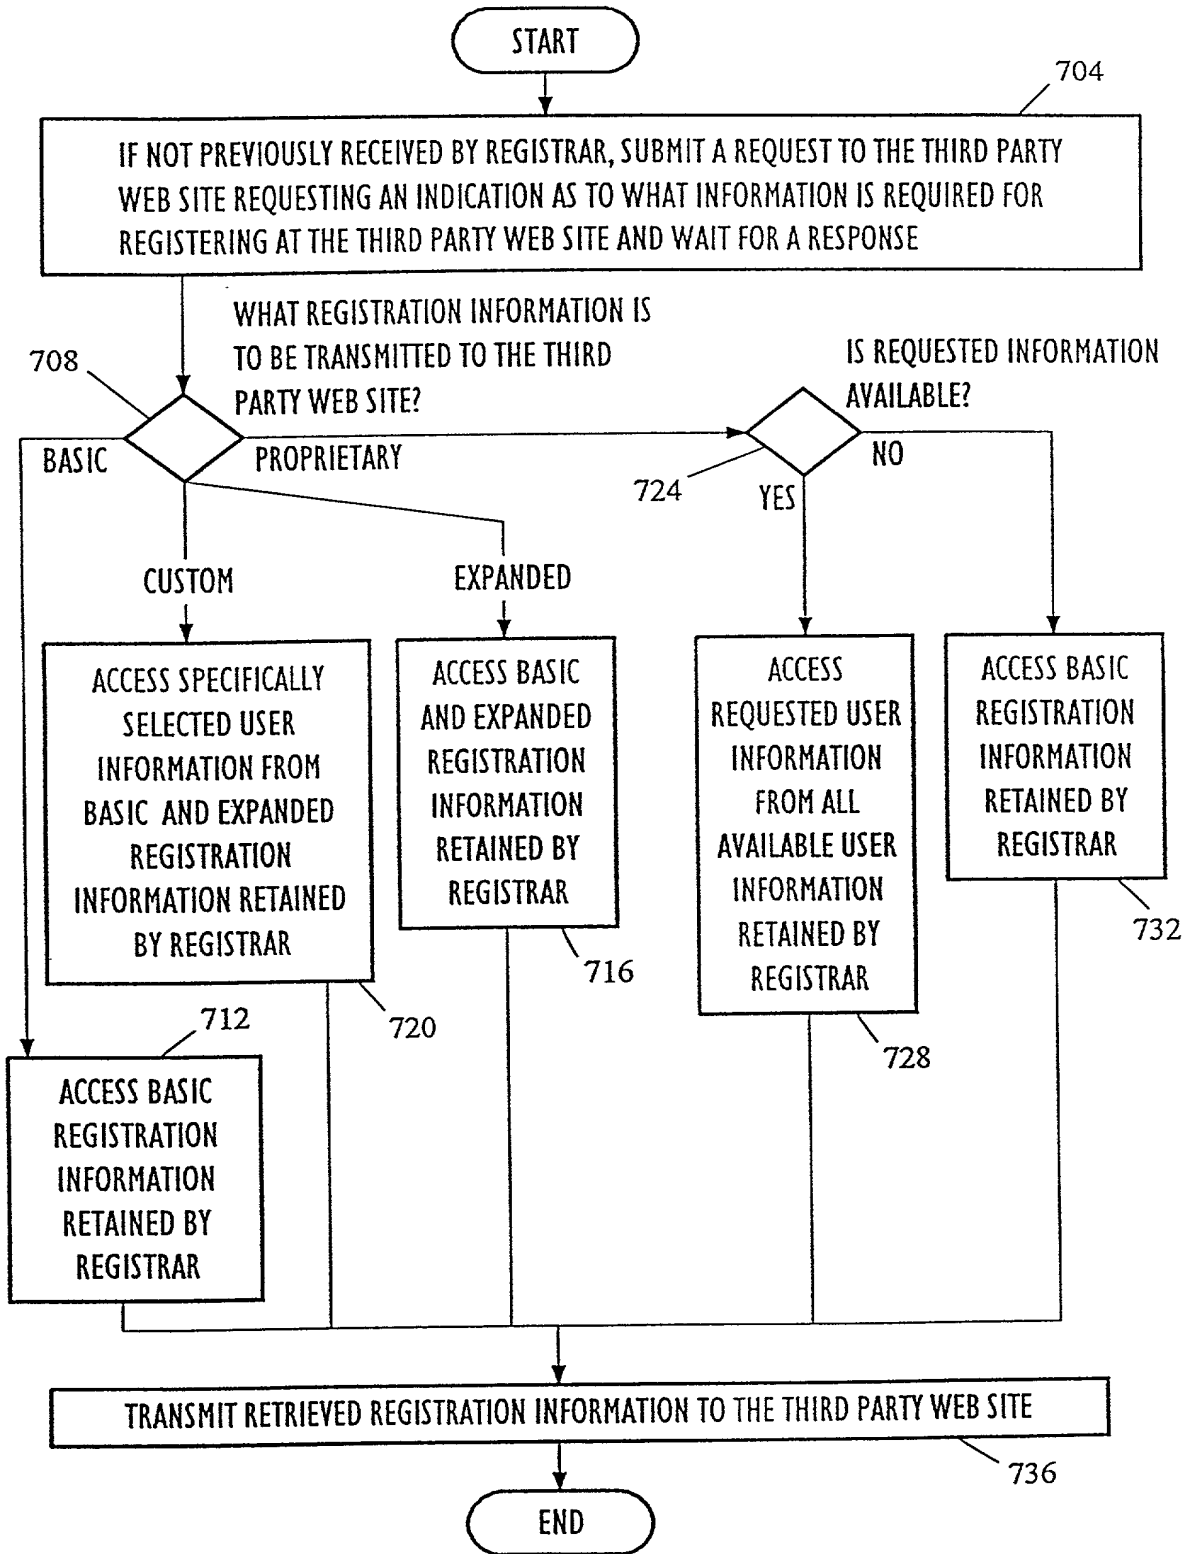 START
704
IF NOT PREVIOUSLY RECEIVED BY REGISTRAR, SUBMIT A REQUEST TO THE THIRD PARTY
WEB SITE REQUESTING AN INDICATION AS TO WHAT INFORMATION IS REQUIRED FOR
REGISTERING AT THE THIRD PARTY WEB SITE AND WAIT FOR A RESPONSE
WHAT REGISTRATION INFORMATION IS
TO BE TRANSMITTED TO THE THIRD
PARTY WEB SITE?
708
IS REQUESTED INFORMATION
AVAILABLE?
BASIC
PROPRIETARY
724
NO
YES
CUSTOM
EXPANDED
ACCESS SPECIFICALLY
SELECTED USER
INFORMATION FROM
BASIC AND EXPANDED
REGISTRATION
INFORMATION RETAINED
BY REGISTRAR
720
ACCESS BASIC
AND EXPANDED
REGISTRATION
INFORMATION
RETAINED BY
REGISTRAR
716
ACCESS
REQUESTED USER
INFORMATION
FROM ALL
AVAILABLE USER
INFORMATION
RETAINED BY
REGISTRAR
728
ACCESS BASIC
REGISTRATION
INFORMATION
RETAINED BY
REGISTRAR
732
712
ACCESS BASIC
REGISTRATION
INFORMATION
RETAINED BY
REGISTRAR
TRANSMIT RETRIEVED REGISTRATION INFORMATION TO THE THIRD PARTY WEB SITE
736
END